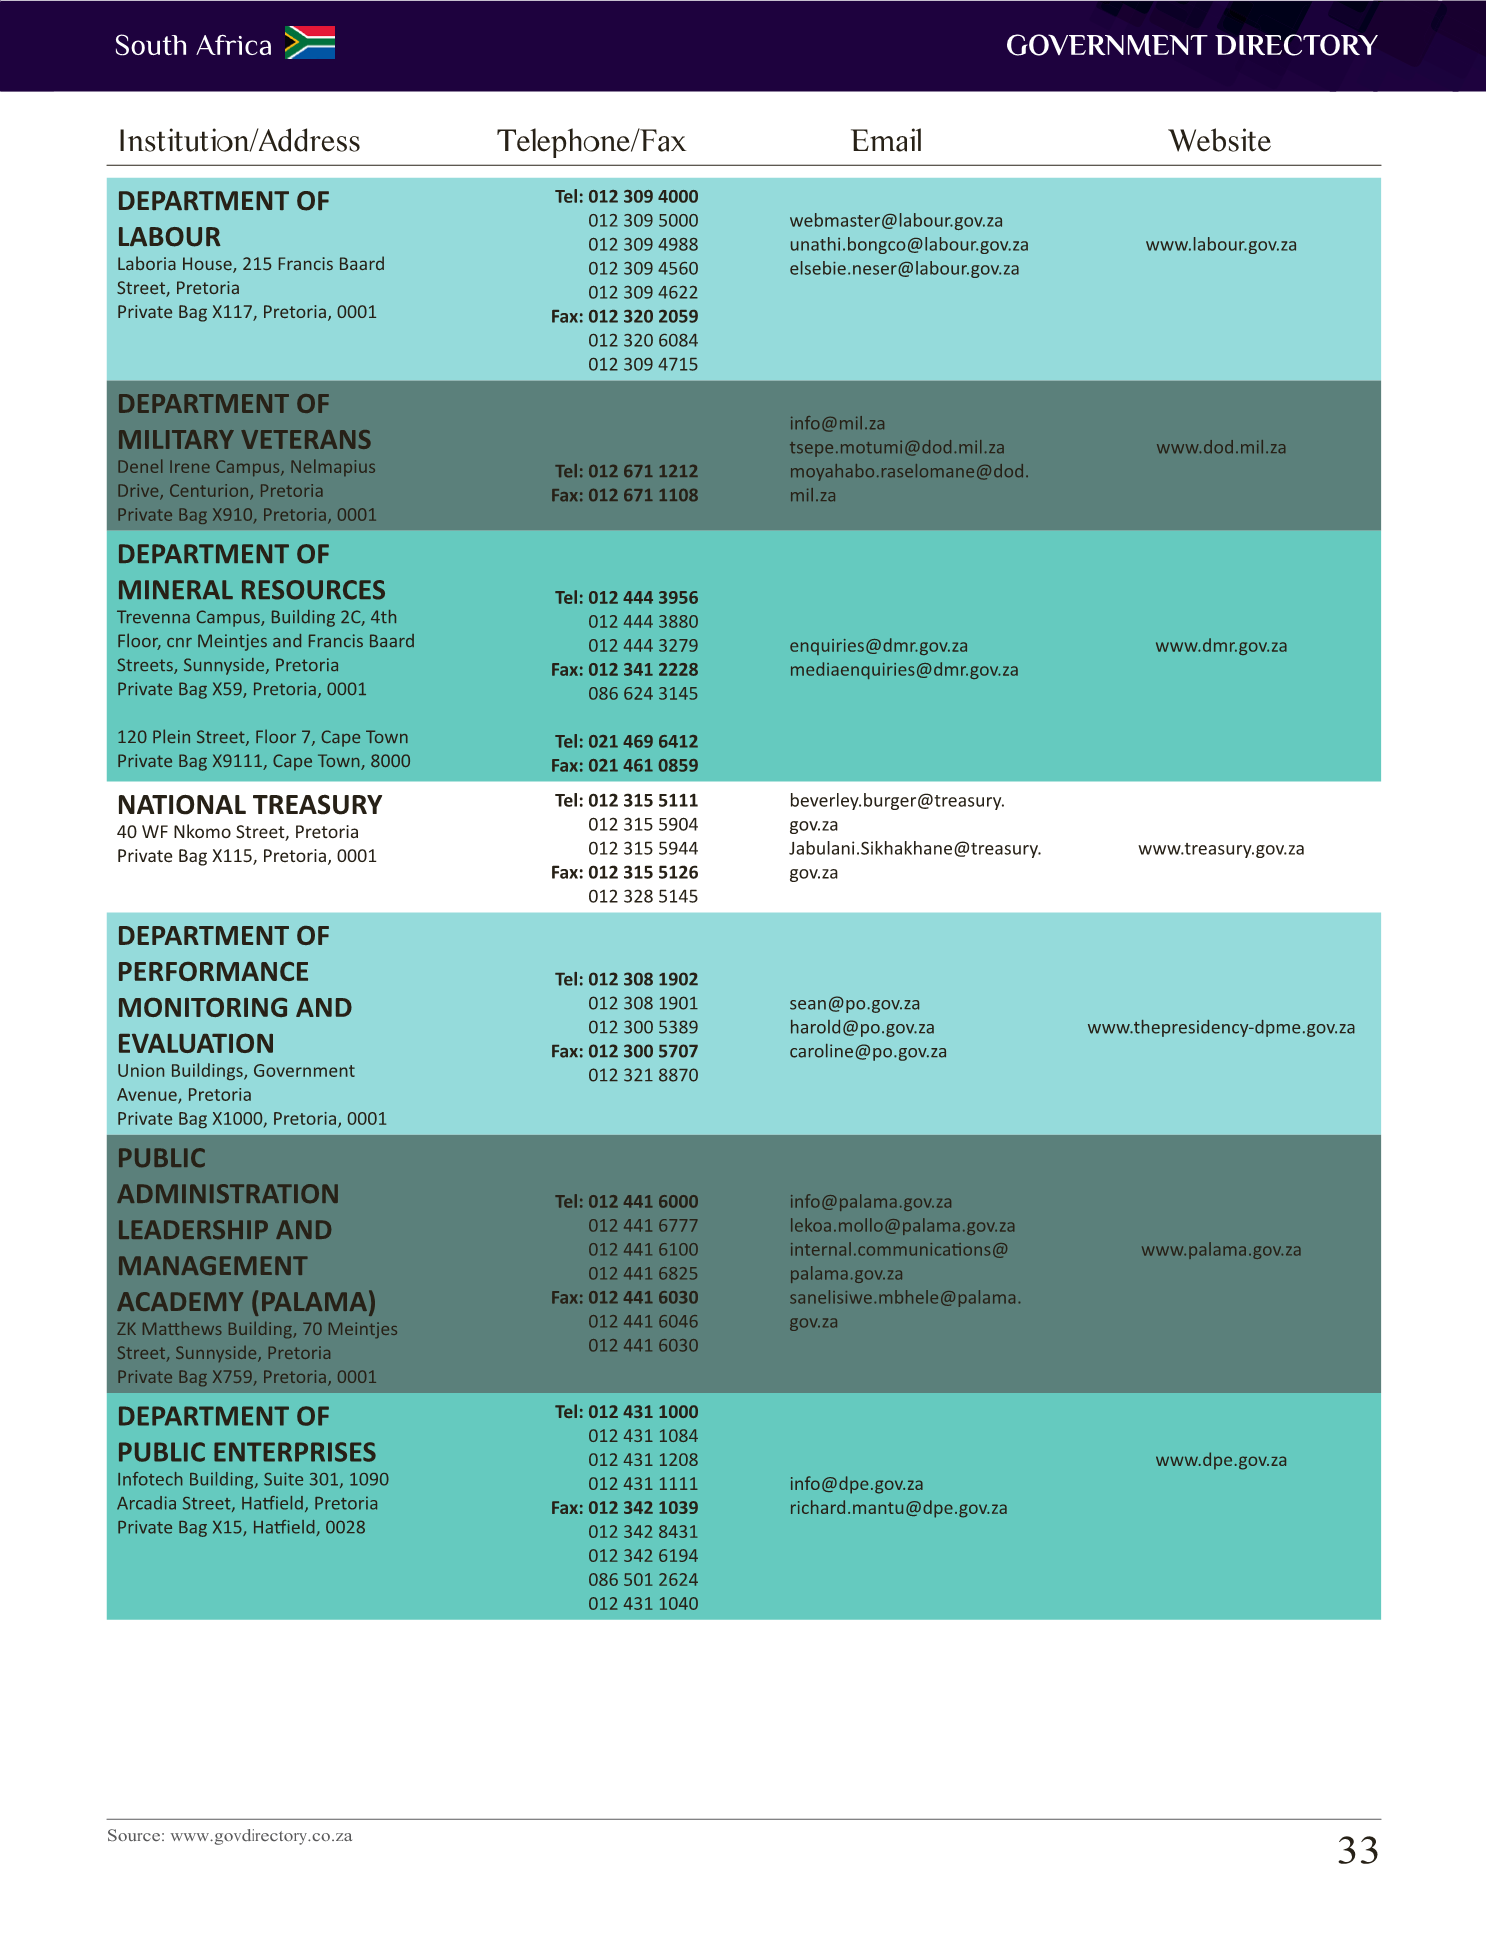 South Africa
GOVERNMENT DIRECTORY
Institution/Address Telephone/Fax Email Website
DEPARTMENT OF
LABOUR
Laboria House, 215 Francis Baard
Street, Pretoria
Private Bag X117, Pretoria, 0001
Tel: 012 309 4000
012 309 5000
012 309 4988
012 309 4560
012 309 4622
Fax: 012 320 2059
012 320 6084
012 309 4715
webmaster@labour.gov.za
unathi.bongco@labour.gov.za
elsebie.neser@labour.gov.za
www.labour.gov.za
DEPARTMENT OF
MILITARY VETERANS
Denel Irene Campus, Nelmapius
Drive, Centurion, Pretoria
Private Bag X910, Pretoria, 0001
Tel: 012 671 1212
Fax: 012 671 1108
info@mil.za
tsepe.motumi@dod.mil.za
moyahabo.raselomane@dod.
mil.za
www.dod.mil.za
DEPARTMENT OF
MINERAL RESOURCES
Trevenna Campus, Building 2C, 4th
Floor, cnr Meintjes and Francis Baard
Streets, Sunnyside, Pretoria
Private Bag X59, Pretoria, 0001
120 Plein Street, Floor 7, Cape Town
Private Bag X9111, Cape Town, 8000
Tel: 012 444 3956
012 444 3880
012 444 3279
Fax: 012 341 2228
086 624 3145
Tel: 021 469 6412
Fax: 021 461 0859
enquiries@dmr.gov.za
mediaenquiries@dmr.gov.za
www.dmr.gov.za
NATIONAL TREASURY
40 WF Nkomo Street, Pretoria
Private Bag X115, Pretoria, 0001
Tel: 012 315 5111
012 315 5904
012 315 5944
Fax: 012 315 5126
012 328 5145
beverley.burger@treasury.
gov.za
Jabulani.Sikhakhane@treasury.
gov.za
www.treasury.gov.za
DEPARTMENT OF
PERFORMANCE
MONITORING AND
EVALUATION
Union Buildings, Government
Avenue, Pretoria
Private Bag X1000, Pretoria, 0001
Tel: 012 308 1902
012 308 1901
012 300 5389
Fax: 012 300 5707
012 321 8870
sean@po.gov.za
harold@po.gov.za
caroline@po.gov.za
www.thepresidency-dpme.gov.za
PUBLIC
ADMINISTRATION
LEADERSHIP AND
MANAGEMENT
ACADEMY (PALAMA)
ZK Matthews Building, 70 Meintjes
Street, Sunnyside, Pretoria
Private Bag X759, Pretoria, 0001
Tel: 012 441 6000
012 441 6777
012 441 6100
012 441 6825
Fax: 012 441 6030
012 441 6046
012 441 6030
info@palama.gov.za
lekoa.mollo@palama.gov.za
internal.communications@
palama.gov.za
sanelisiwe.mbhele@palama.
gov.za
www.palama.gov.za
DEPARTMENT OF
PUBLIC ENTERPRISES
Infotech Building, Suite 301, 1090
Arcadia Street, Hatfield, Pretoria
Private Bag X15, Hatfield, 0028
Tel: 012 431 1000
012 431 1084
012 431 1208
012 431 1111
Fax: 012 342 1039
012 342 8431
012 342 6194
086 501 2624
012 431 1040
info@dpe.gov.za
richard.mantu@dpe.gov.za
www.dpe.gov.za
Source: www.govdirectory.co.za
33